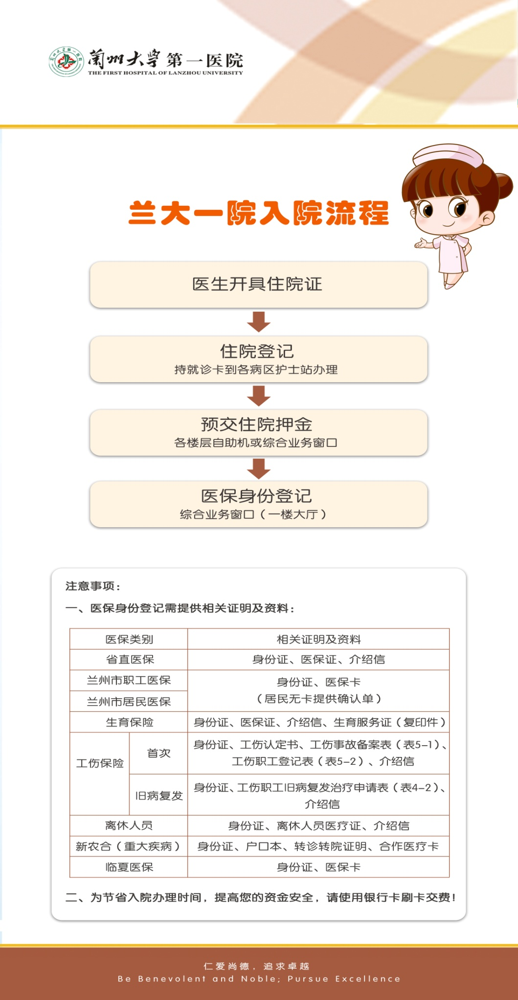 兰州大学第一医院
THE FIRST HOSPITAL OF LANZHOU UNIVERSITY
兰大一院入院流程
医生开具住院证
住院登记
持就诊卡到各病区护士站办理
预交住院押金
各楼层自助机或综合业务窗口
医保身份登记
综合业务窗口（一楼大厅）
注意事项：
一、医保身份登记需提供相关证明及资料：
医保类别 相关证明及资料
省直医保 身份证、医保证、介绍信
兰州市职工医保
兰州市居民医保
身份证、医保卡
（居民无卡提供确认单）
生育保险 身份证、医保证、介绍信、生育服务证（复印件）
工伤保险
首次
身份证、工伤认定书、工伤事故备案表（表5-1）、
工伤职工登记表（表5-2）、介绍信
旧病复发
身份证、工伤职工旧病复发治疗申请表（表4-2）、
介绍信
离休人员 身份证、离休人员医疗证、介绍信
新农合（重大疾病） 身份证、户口本、转诊转院证明、合作医疗卡
临夏医保 身份证、医保卡
二、为节省入院办理时间，提高您的资金安全，请使用银行卡刷卡交费！
仁爱尚德，追求卓越
Be Benevolent and Noble; Pursue Excellence